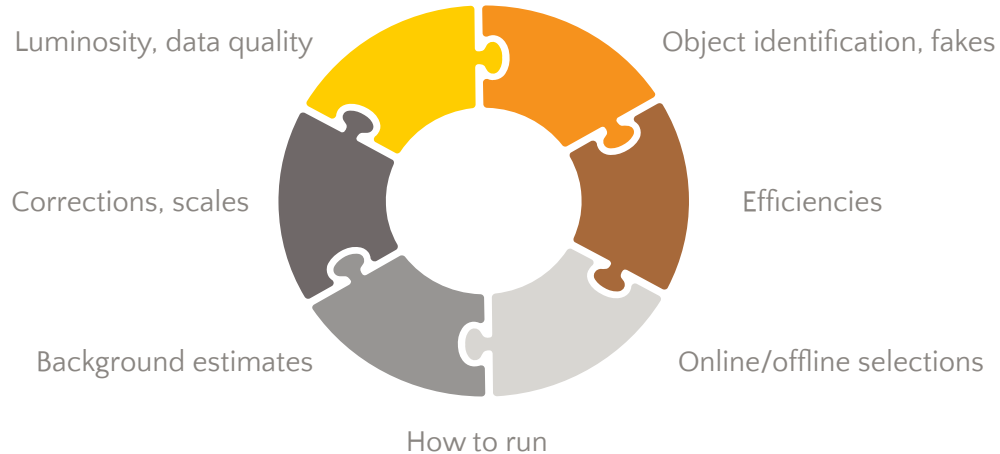 Luminosity, data quality
Object identification, fakes
Corrections, scales
Efficiencies
Background estimates
Online/offline selections
How to run